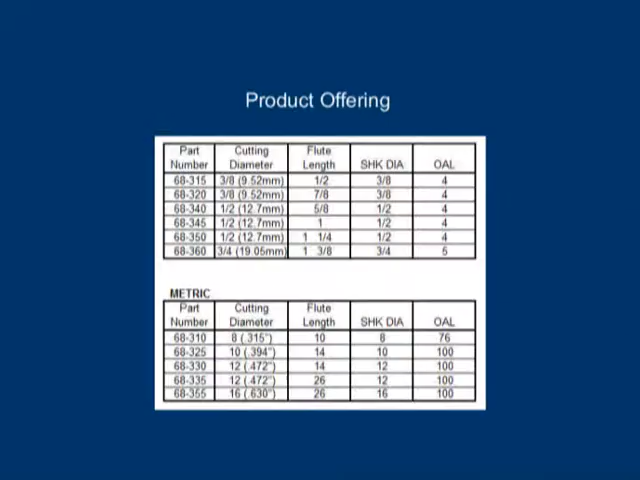 Product Offering
Part Number Cutting Diameter Flute Length SHK DIA OAL
68-315 3/8 (9.52mm) 1/2 3/8 4
68-320 3/8 (9.52mm) 7/8 3/8 4
68-340 1/2 (12.7mm) 5/8 1/2 4
68-345 1/2 (12.7mm) 1 1/2 4
68-350 1/2 (12.7mm) 1 1/4 1/2 4
68-360 3/4 (19.05mm) 1 3/8 3/4 5
METRIC
Part Number Cutting Diameter Flute Length SHK DIA OAL
68-310 8 (.315") 10 8 76
68-325 10 (.394") 14 10 100
68-330 12 (.472") 14 12 100
68-335 12 (.472") 26 12 100
68-355 16 (.630") 26 16 100